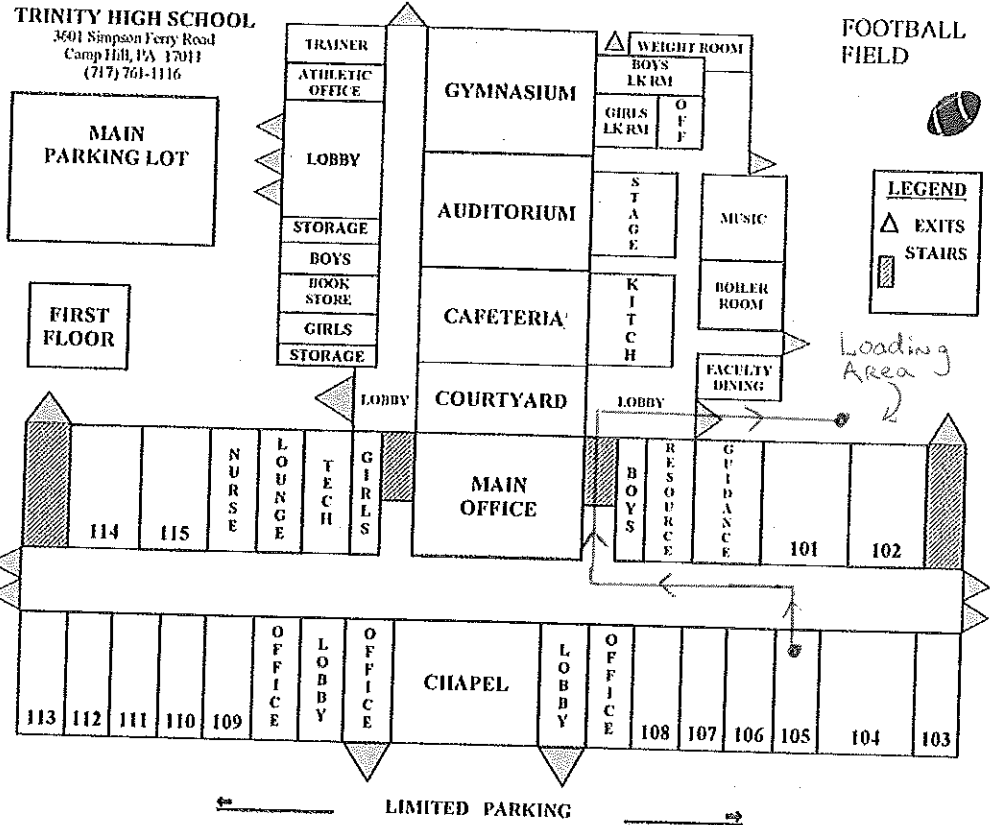 TRINITY HIGH SCHOOL
3601 Simpson Ferry Road
Camp Hill, PA 17011
(717) 761-1116
MAIN
PARKING LOT
FIRST
FLOOR
TRAINER
ATHLETIC
OFFICE
LOBBY
STORAGE
BOYS
BOOK
STORE
GIRLS
STORAGE
LOBBY
GYMNASIUM
AUDITORIUM
CAFETERIA
COURTYARD
MAIN
OFFICE
WEIGHT ROOM
BOYS
LK RM
GIRLS
LK RM
OFF
STAGE
KITCH
LOBBY
MUSIC
BOILER
ROOM
FACULTY
DINING
FOOTBALL
FIELD
LEGEND
EXITS
STAIRS
Loading
Area
114
115
NURSE
LOUNGE
TECH
GIRLS
BOYS
RESOURCE
GUIDANCE
101
102
113
112
111
110
109
OFFICE
LOBBY
OFFICE
CHAPEL
LOBBY
OFFICE
108
107
106
105
104
103
LIMITED PARKING